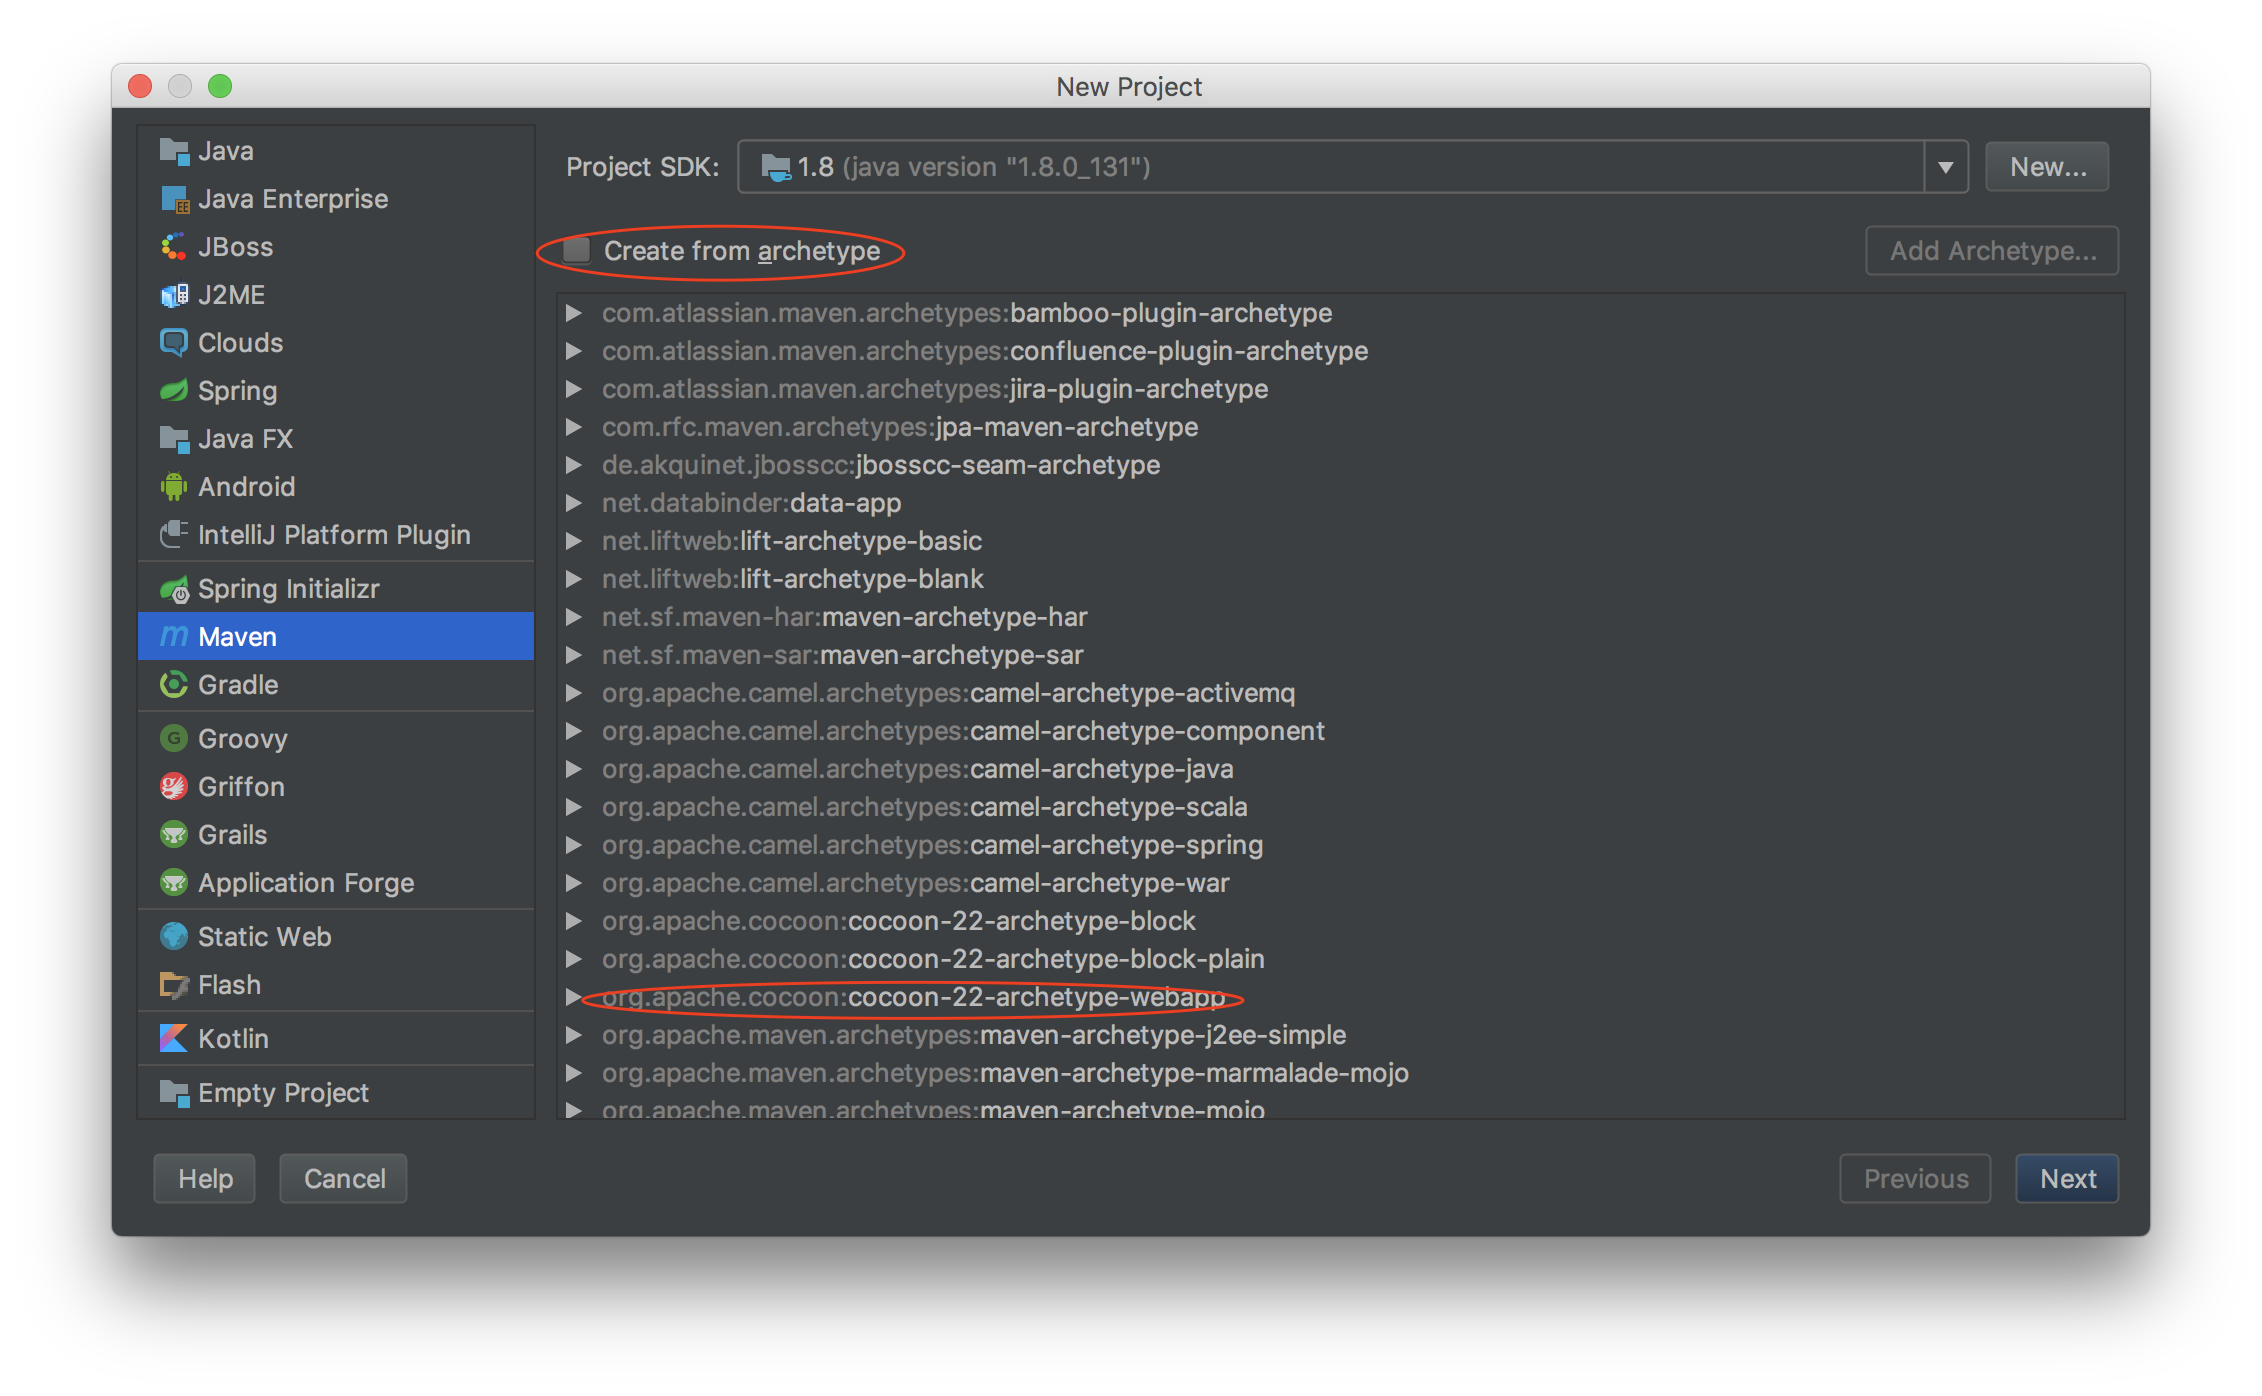 New Project
Java
Java Enterprise
JBoss
J2ME
Clouds
Spring
Java FX
Android
IntelliJ Platform Plugin
Spring Initializr
Maven
Gradle
Groovy
Griffon
Grails
Application Forge
Static Web
Flash
Kotlin
Empty Project
Project SDK: 1.8 (java version "1.8.0_131") New...
Create from archetype Add Archetype...
com.atlassian.maven.archetypes:bamboo-plugin-archetype
com.atlassian.maven.archetypes:confluence-plugin-archetype
com.atlassian.maven.archetypes:jira-plugin-archetype
com.rfc.maven.archetypes:jpa-maven-archetype
de.akquinet.jbosscc:jbosscc-seam-archetype
net.databinder:data-app
net.liftweb:lift-archetype-basic
net.liftweb:lift-archetype-blank
net.sf.maven-har:maven-archetype-har
net.sf.maven-sar:maven-archetype-sar
org.apache.camel.archetypes:camel-archetype-activemq
org.apache.camel.archetypes:camel-archetype-component
org.apache.camel.archetypes:camel-archetype-java
org.apache.camel.archetypes:camel-archetype-scala
org.apache.camel.archetypes:camel-archetype-spring
org.apache.camel.archetypes:camel-archetype-war
org.apache.cocoon:cocoon-22-archetype-block
org.apache.cocoon:cocoon-22-archetype-block-plain
org.apache.cocoon:cocoon-22-archetype-webapp
org.apache.maven.archetypes:maven-archetype-j2ee-simple
org.apache.maven.archetypes:maven-archetype-marmalade-mojo
org.apache.maven.archetypes:maven-archetype-mojo
Help Cancel Previous Next